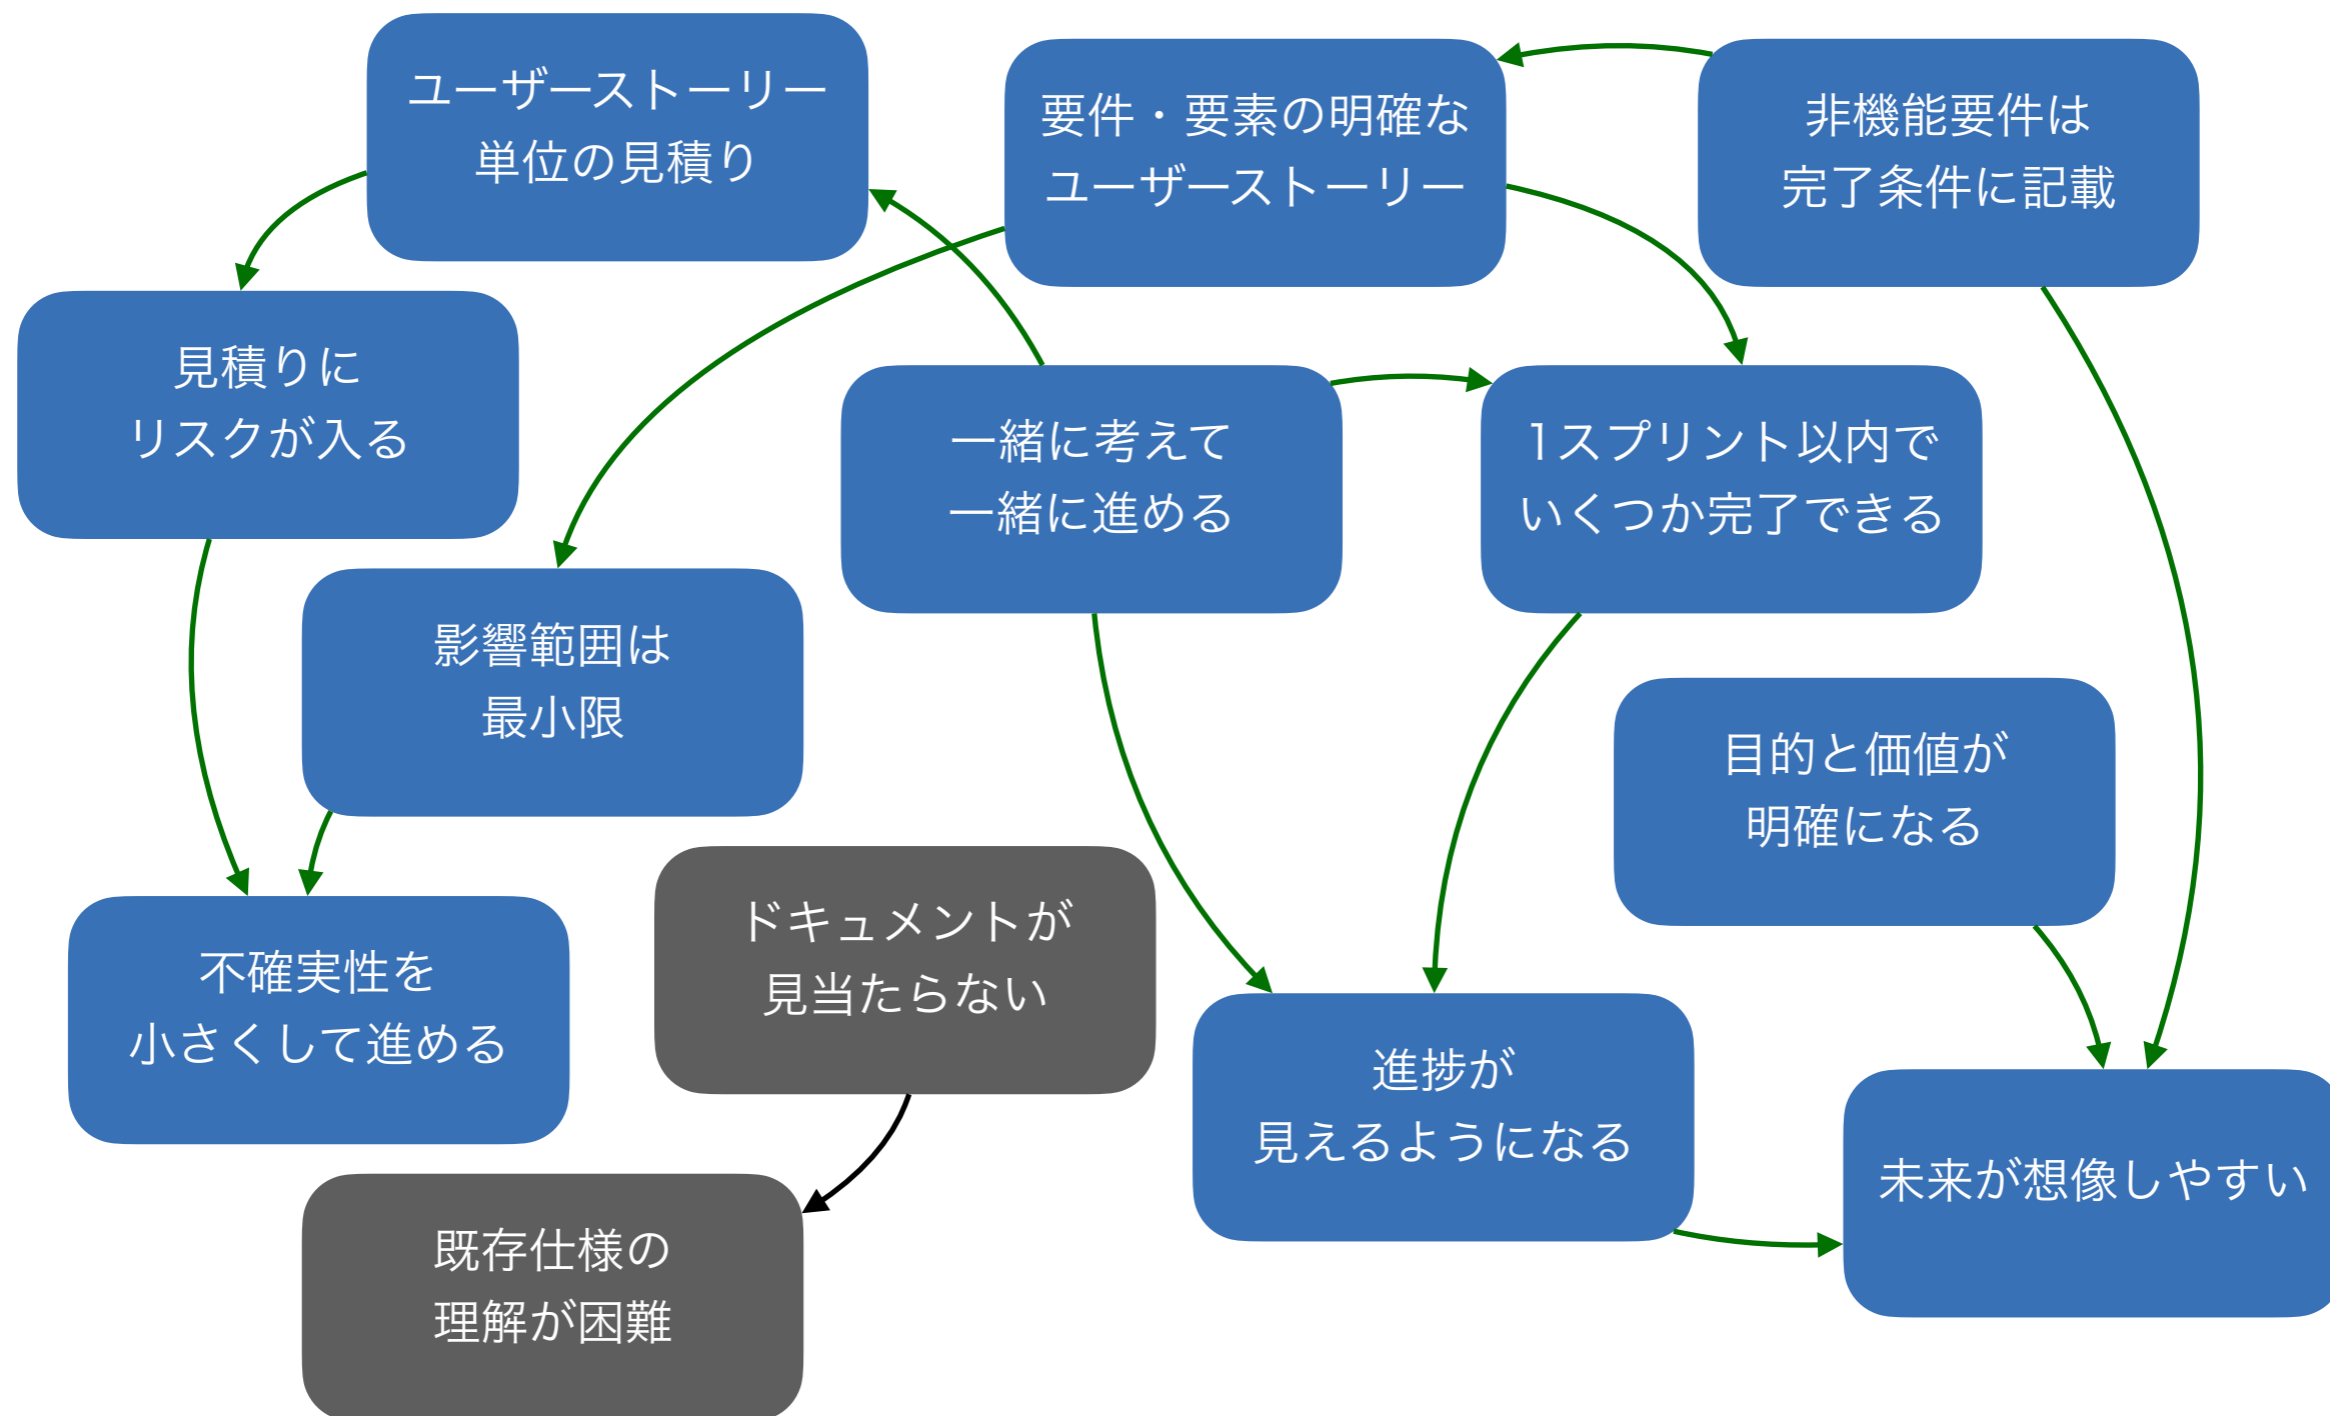 ユーザーストーリー
単位の見積り
要件・要素の明確な
ユーザーストーリー
非機能要件は
完了条件に記載
見積りに
リスクが入る
一緒に考えて
一緒に進める
1スプリント以内で
いくつか完了できる
影響範囲は
最小限
目的と価値が
明確になる
ドキュメントが
見当たらない
不確実性を
小さくして進める
進捗が
見えるようになる
未来が想像しやすい
既存仕様の
理解が困難